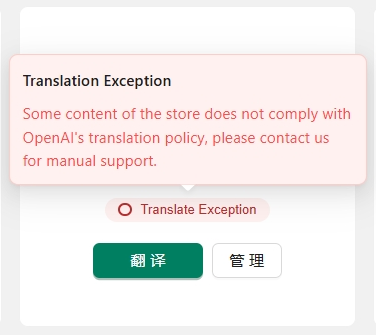 Translation Exception
Some content of the store does not comply with
OpenAI's translation policy, please contact us
for manual support.
Translate Exception
翻 译
管 理